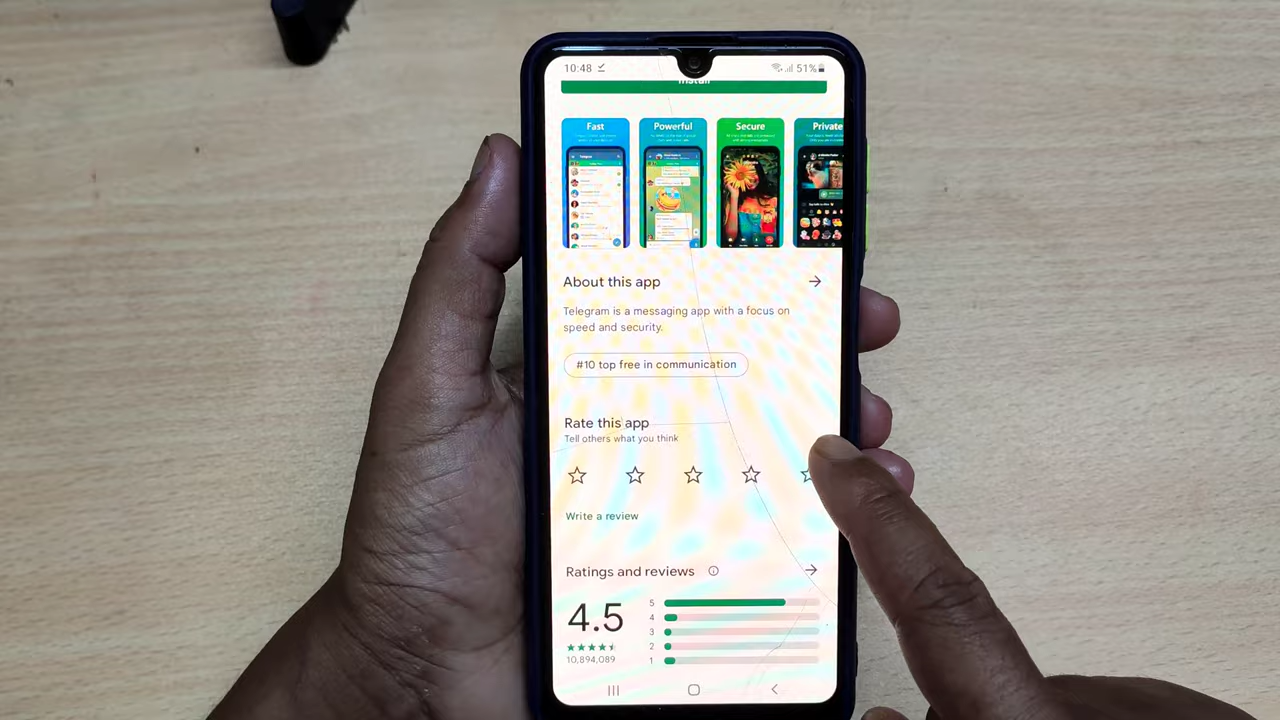 10:48 51%
Install
Fast Powerful Secure Private
About this app
Telegram is a messaging app with a focus on
speed and security.
#10 top free in communication
Rate this app
Tell others what you think
Write a review
Ratings and reviews
4.5
10,894,089
5
4
3
2
1